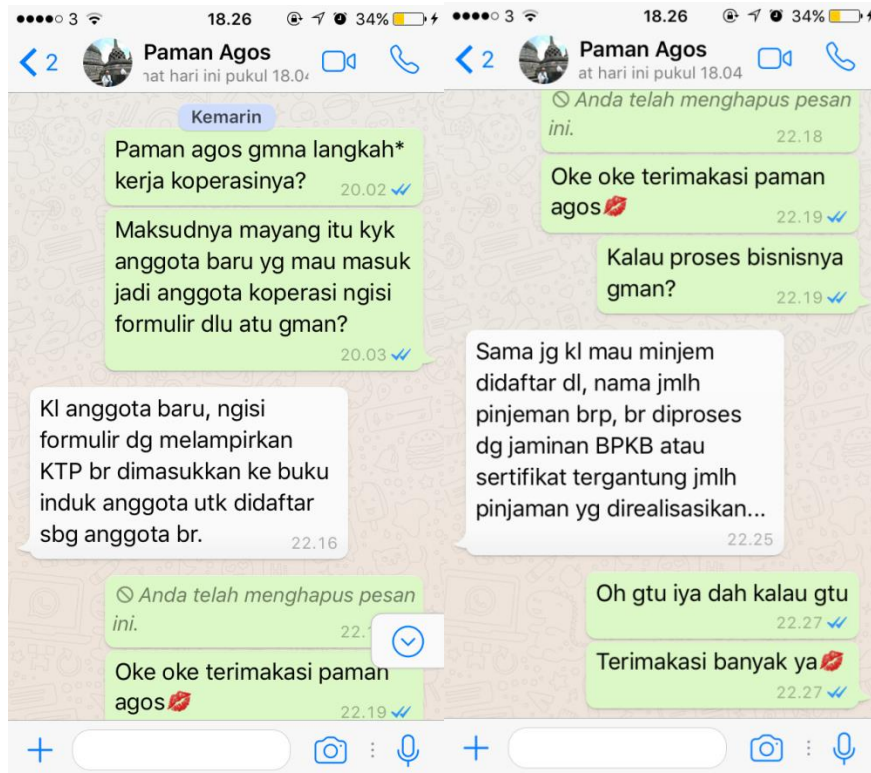 3
18.26
34%
2
Paman Agos
hat hari ini pukul 18.04
Kemarin
Paman agos gmna langkah*
kerja koperasinya?
20.02
Maksudnya mayang itu kyk
anggota baru yg mau masuk
jadi anggota koperasi ngisi
formulir dlu atu gman?
20.03
Kl anggota baru, ngisi
formulir dg melampirkan
KTP br dimasukkan ke buku
induk anggota utk didaftar
sbg anggota br.
22.16
Anda telah menghapus pesan
ini.
22.
Oke oke terimakasi paman
agos💋
22.19
3
18.26
34%
2
Paman Agos
at hari ini pukul 18.04
Anda telah menghapus pesan
ini.
22.18
Oke oke terimakasi paman
agos💋
22.19
Kalau proses bisnisnya
gman?
22.19
Sama jg kl mau minjem
didaftar dl, nama jmlh
pinjeman brp, br diproses
dg jaminan BPKB atau
sertifikat tergantung jmlh
pinjaman yg direalisasikan...
22.25
Oh gtu iya dah kalau gtu
22.27
Terimakasi banyak ya💋
22.27